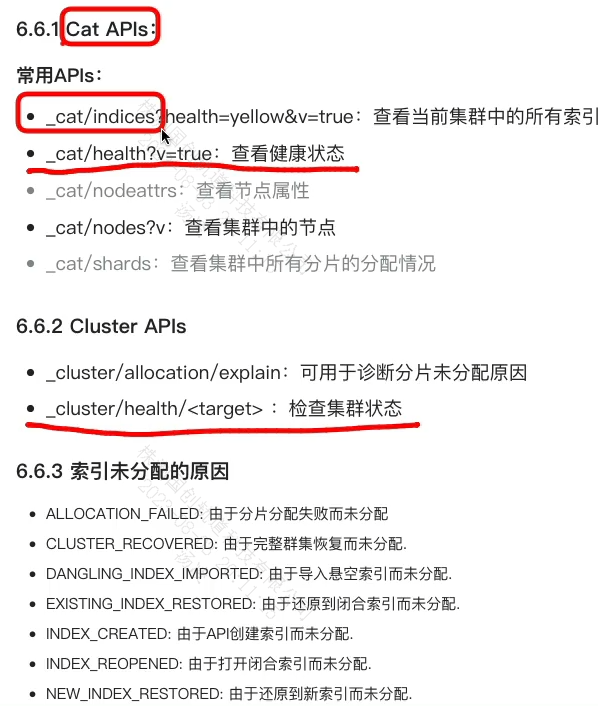 6.6.1 Cat APIs:
常用APIs：
_cat/indices?health=yellow&v=true：查看当前集群中的所有索引
_cat/health?v=true：查看健康状态
_cat/nodeattrs：查看节点属性
_cat/nodes?v：查看集群中的节点
_cat/shards：查看集群中所有分片的分配情况
6.6.2 Cluster APIs
_cluster/allocation/explain：可用于诊断分片未分配原因
_cluster/health/<target> ：检查集群状态
6.6.3 索引未分配的原因
ALLOCATION_FAILED: 由于分片分配失败而未分配
CLUSTER_RECOVERED: 由于完整群集恢复而未分配.
DANGLING_INDEX_IMPORTED: 由于导入悬空索引而未分配.
EXISTING_INDEX_RESTORED: 由于还原到闭合索引而未分配.
INDEX_CREATED: 由于API创建索引而未分配.
INDEX_REOPENED: 由于打开闭合索引而未分配.
NEW_INDEX_RESTORED: 由于还原到新索引而未分配.